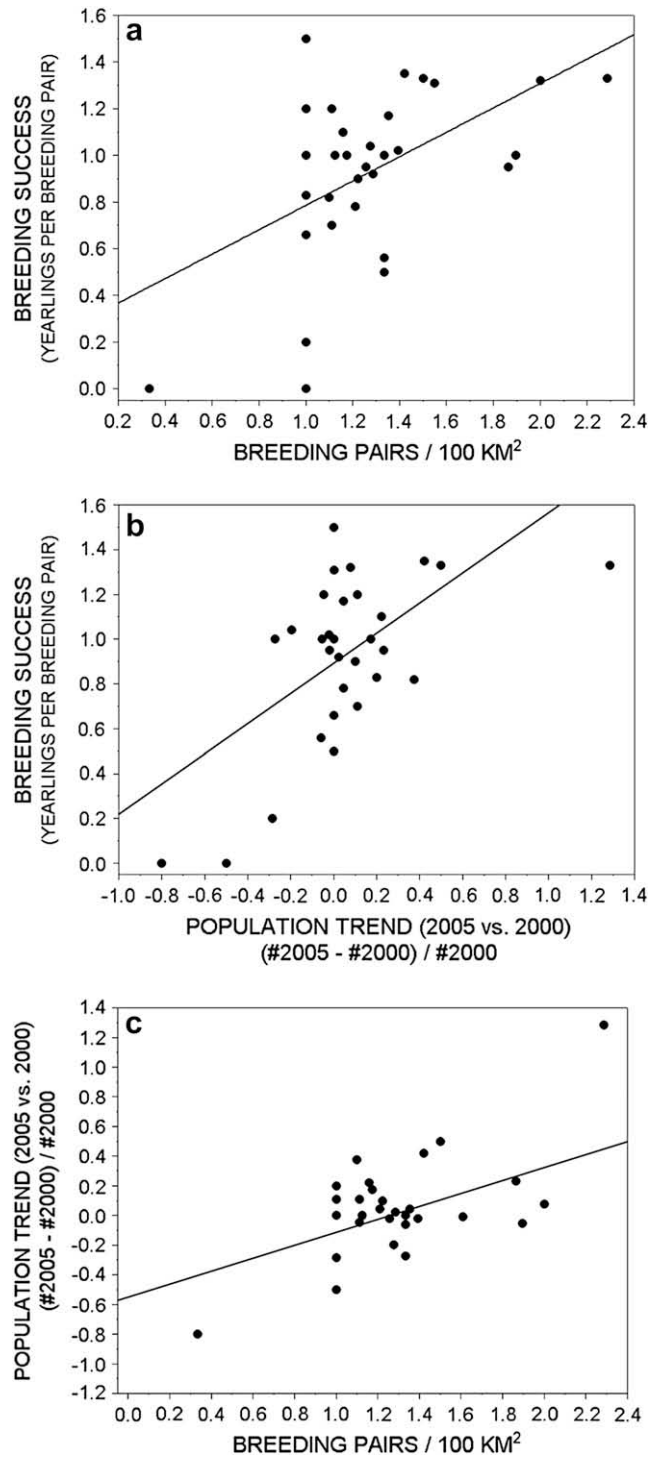 a
1.6
1.4
1.2
1.0
0.8
0.6
0.4
0.2
0.0
BREEDING SUCCESS
(YEARLINGS PER BREEDING PAIR)
0.2 0.4 0.6 0.8 1.0 1.2 1.4 1.6 1.8 2.0 2.2 2.4
BREEDING PAIRS / 100 KM²
b
1.6
1.4
1.2
1.0
0.8
0.6
0.4
0.2
0.0
BREEDING SUCCESS
(YEARLINGS PER BREEDING PAIR)
-1.0 -0.8 -0.6 -0.4 -0.2 0.0 0.2 0.4 0.6 0.8 1.0 1.2 1.4
POPULATION TREND (2005 vs. 2000)
(#2005 - #2000) / #2000
c
1.4
1.2
1.0
0.8
0.6
0.4
0.2
0.0
-0.2
-0.4
-0.6
-0.8
-1.0
-1.2
POPULATION TREND (2005 vs. 2000)
(#2005 - #2000) / #2000
0.0 0.2 0.4 0.6 0.8 1.0 1.2 1.4 1.6 1.8 2.0 2.2 2.4
BREEDING PAIRS / 100 KM²